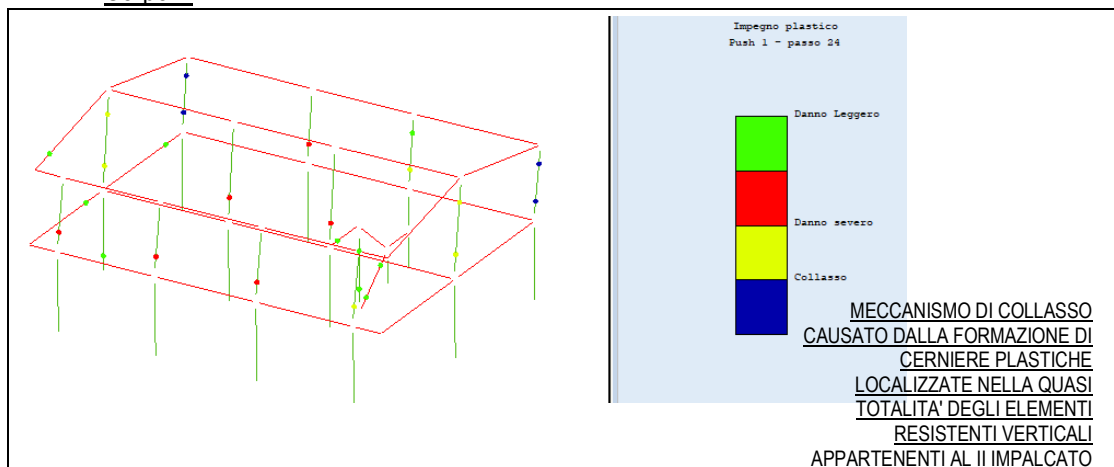 Impegno plastico
Push 1 - passo 24
Danno Leggero
Danno severo
Collasso
MECCANISMO DI COLLASSO
CAUSATO DALLA FORMAZIONE DI
CERNIERE PLASTICHE
LOCALIZZATE NELLA QUASI
TOTALITA' DEGLI ELEMENTI
RESISTENTI VERTICALI
APPARTENENTI AL II IMPALCATO